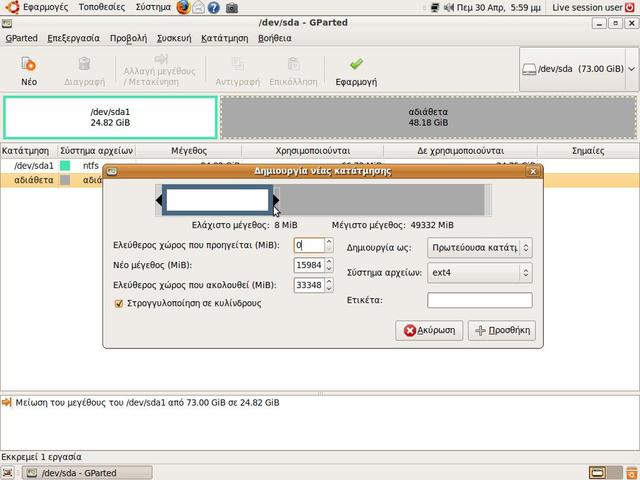 Εφαρμογές Τοποθεσίες Σύστημα Πεμ 30 Απρ, 5:59 μμ Live session user
/dev/sda - GParted
GParted Επεξεργασία Προβολή Συσκευή Κατάτμηση Βοήθεια
Νέο Διαγραφή Αλλαγή μεγέθους / Μετακίνηση Αντιγραφή Επικόλληση Εφαρμογή /dev/sda (73.00 GiB)
/dev/sda1 αδιάθετα
24.82 GiB 48.18 GiB
Κατάτμηση Σύστημα αρχείων Μέγεθος Χρησιμοποιούνται Δε χρησιμοποιούνται Σημαίες
/dev/sda1 ntfs
αδιάθετα
Δημιουργία νέας κατάτμησης
Ελάχιστο μέγεθος: 8 MiB Μέγιστο μέγεθος: 49332 MiB
Ελεύθερος χώρος που προηγείται (MiB): 0 Δημιουργία ως: Πρωτεύουσα κατάτμ
Νέο μέγεθος (MiB): 15984 Σύστημα αρχείων: ext4
Ελεύθερος χώρος που ακολουθεί (MiB): 33348 Ετικέτα:
Στρογγυλοποίηση σε κυλίνδρους
Ακύρωση Προσθήκη
Μείωση του μεγέθους του /dev/sda1 από 73.00 GiB σε 24.82 GiB
Εκκρεμεί 1 εργασία
/dev/sda - GParted